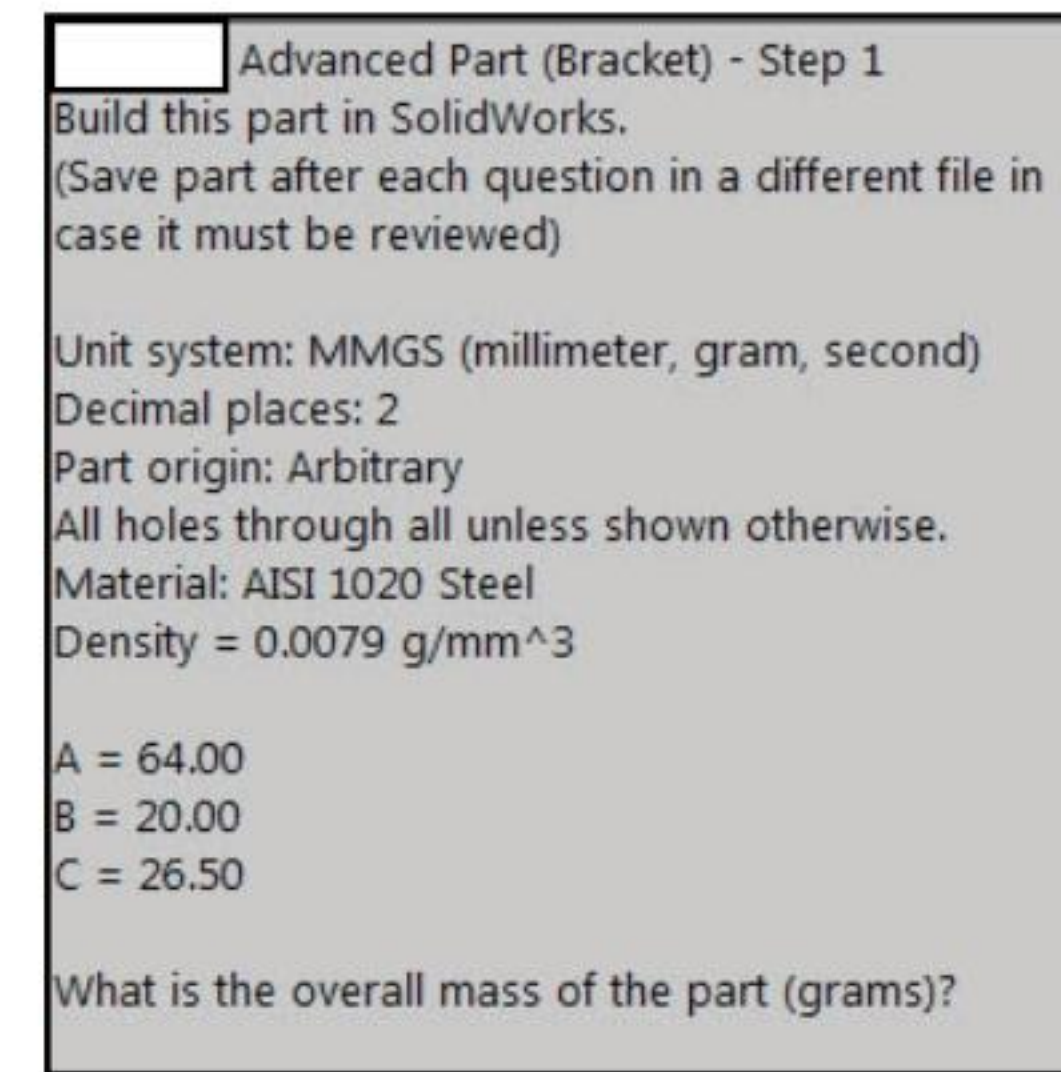 Advanced Part (Bracket) - Step 1
Build this part in SolidWorks.
(Save part after each question in a different file in
case it must be reviewed)
Unit system: MMGS (millimeter, gram, second)
Decimal places: 2
Part origin: Arbitrary
All holes through all unless shown otherwise.
Material: AISI 1020 Steel
Density = 0.0079 g/mm^3
A = 64.00
B = 20.00
C = 26.50
What is the overall mass of the part (grams)?